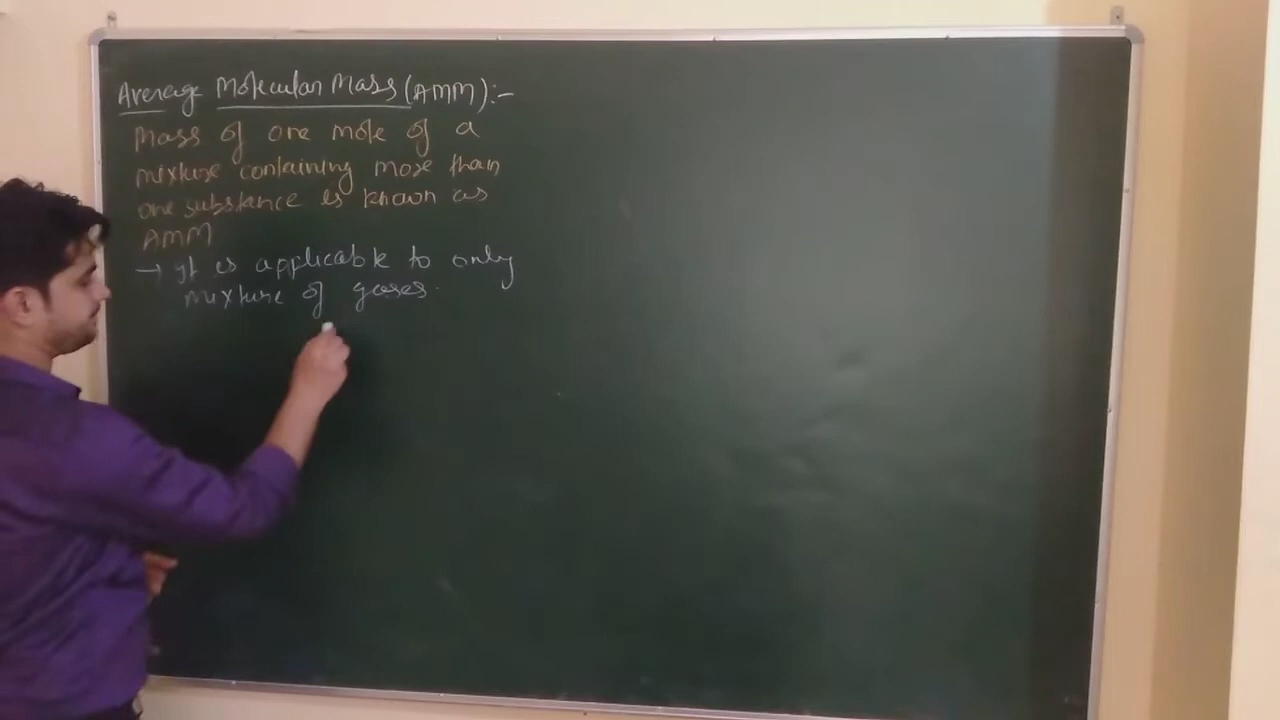 Average Molecular Mass (AMM):-
Mass of one mole of a
mixture containing more than
one substance is known as
AMM
→ It is applicable to only
mixture of gases.